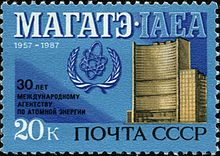 МАГАТЭ·IAEA
1957-1987
30 ЛЕТ
МЕЖДУНАРОДНОМУ
АГЕНТСТВУ
ПО АТОМНОЙ ЭНЕРГИИ
20к ПОЧТА СССР